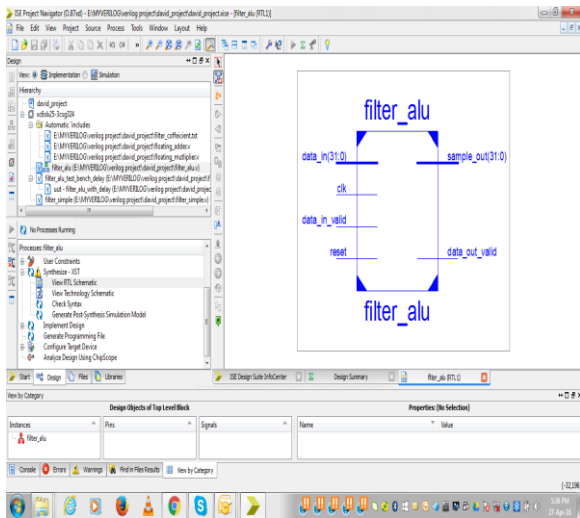 ISE Project Navigator (O.87xd) - E:\MYVERILOG\verilog project\david_project\david_project.xise - [filter_alu (RTL1)]
File Edit View Project Source Process Tools Window Layout Help
Design
View: Implementation Simulation
Hierarchy
david_project
xc6slx25-3csg324
Automatic `includes
E:\MYVERILOG\verilog project\david_project\filter_coffecient.txt
E:\MYVERILOG\verilog project\david_project\floating_adder.v
E:\MYVERILOG\verilog project\david_project\floating_mutiplier.v
filter_alu (E:\MYVERILOG\verilog project\david_project\filter_alu.v)
filter_alu_test_bench_delay (E:\MYVERILOG\verilog project\david_project\f
uut - filter_alu_with_delay (E:\MYVERILOG\verilog project\david_projec
filter_simple (E:\MYVERILOG\verilog project\david_project\filter_simple.v)
No Processes Running
Processes: filter_alu
User Constraints
Synthesize - XST
View RTL Schematic
View Technology Schematic
Check Syntax
Generate Post-Synthesis Simulation Model
Implement Design
Generate Programming File
Configure Target Device
Analyze Design Using ChipScope
Start Design Files Libraries
filter_alu
data_in(31:0) sample_out(31:0)
clk
data_in_valid
reset data_out_valid
filter_alu
ISE Design Suite InfoCenter Design Summary filter_alu (RTL1)
View by Category
Design Objects of Top Level Block Properties: (No Selection)
Instances Pins Signals Name Value
filter_alu
Console Errors Warnings Find in Files Results View by Category
5:36 PM
27-Apr-16